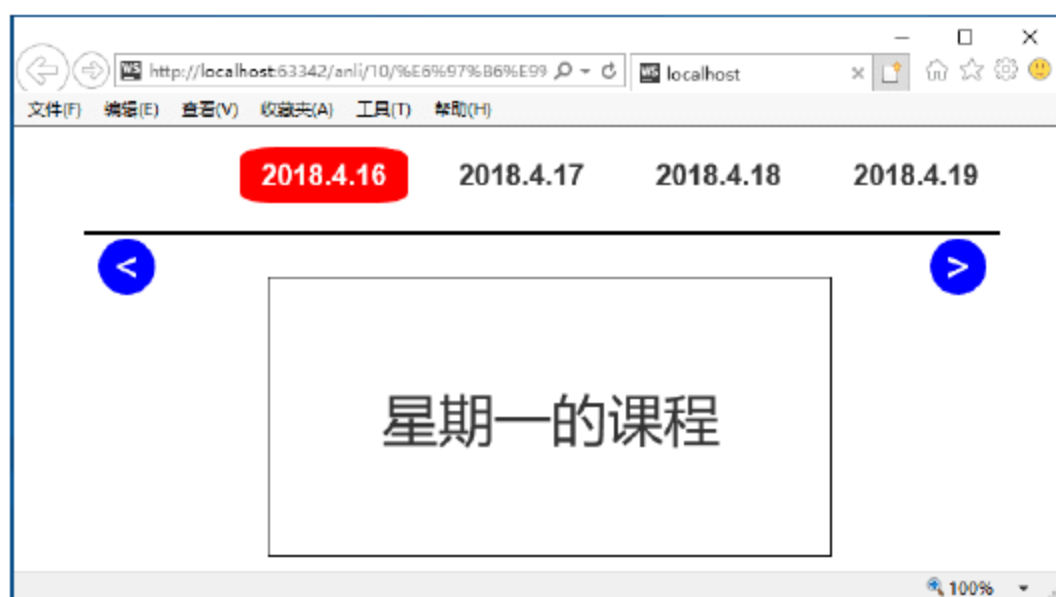 http://localhost:63342/anli/10/%E6%97%B6%E99
WS localhost
文件(F) 编辑(E) 查看(V) 收藏夹(A) 工具(T) 帮助(H)
2018.4.16 2018.4.17 2018.4.18 2018.4.19
< >
星期一的课程
100%